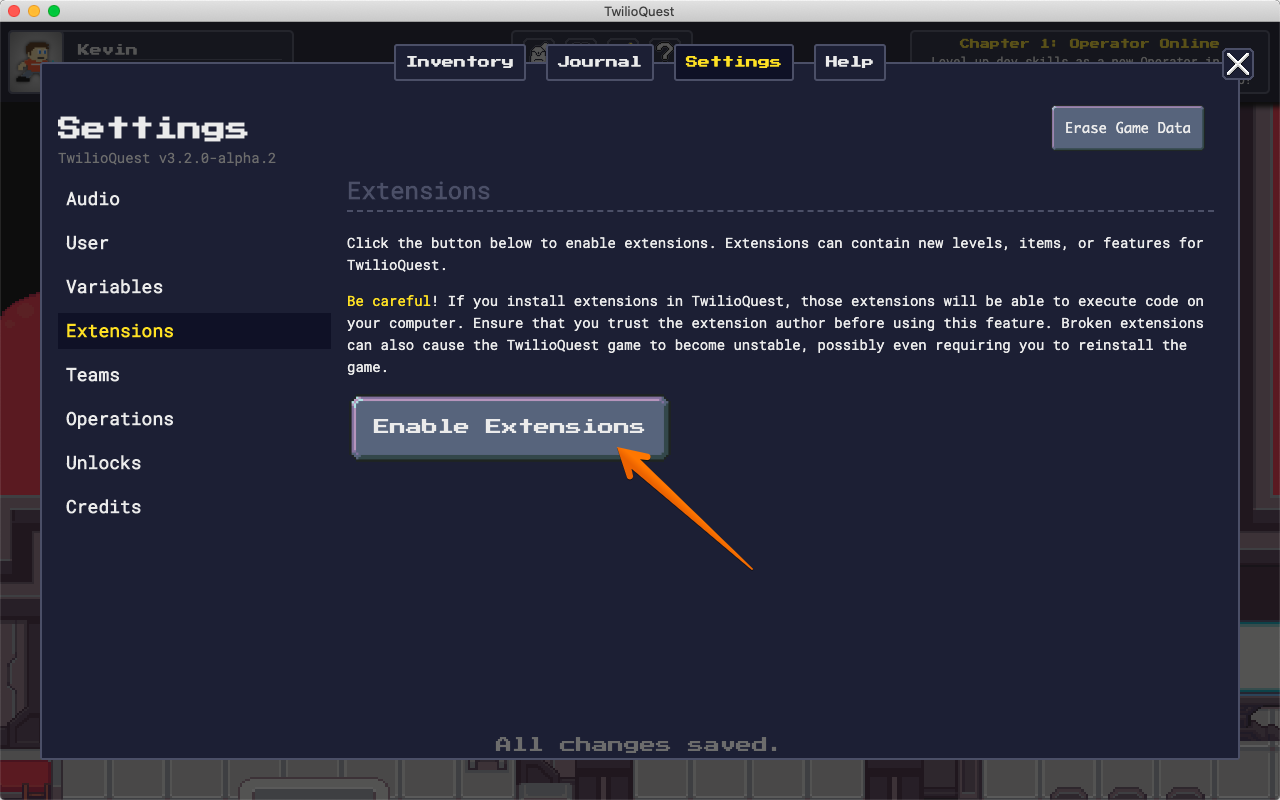 TwilioQuest
Kevin
?
Chapter 1: Operator Online
Level up dev skills as a new Operator in
Inventory
Journal
Settings
Help
Settings
TwilioQuest v3.2.0-alpha.2
Erase Game Data
Audio
User
Variables
Extensions
Teams
Operations
Unlocks
Credits
Extensions
Click the button below to enable extensions. Extensions can contain new levels, items, or features for
TwilioQuest.
Be careful! If you install extensions in TwilioQuest, those extensions will be able to execute code on
your computer. Ensure that you trust the extension author before using this feature. Broken extensions
can also cause the TwilioQuest game to become unstable, possibly even requiring you to reinstall the
game.
Enable Extensions
All changes saved.